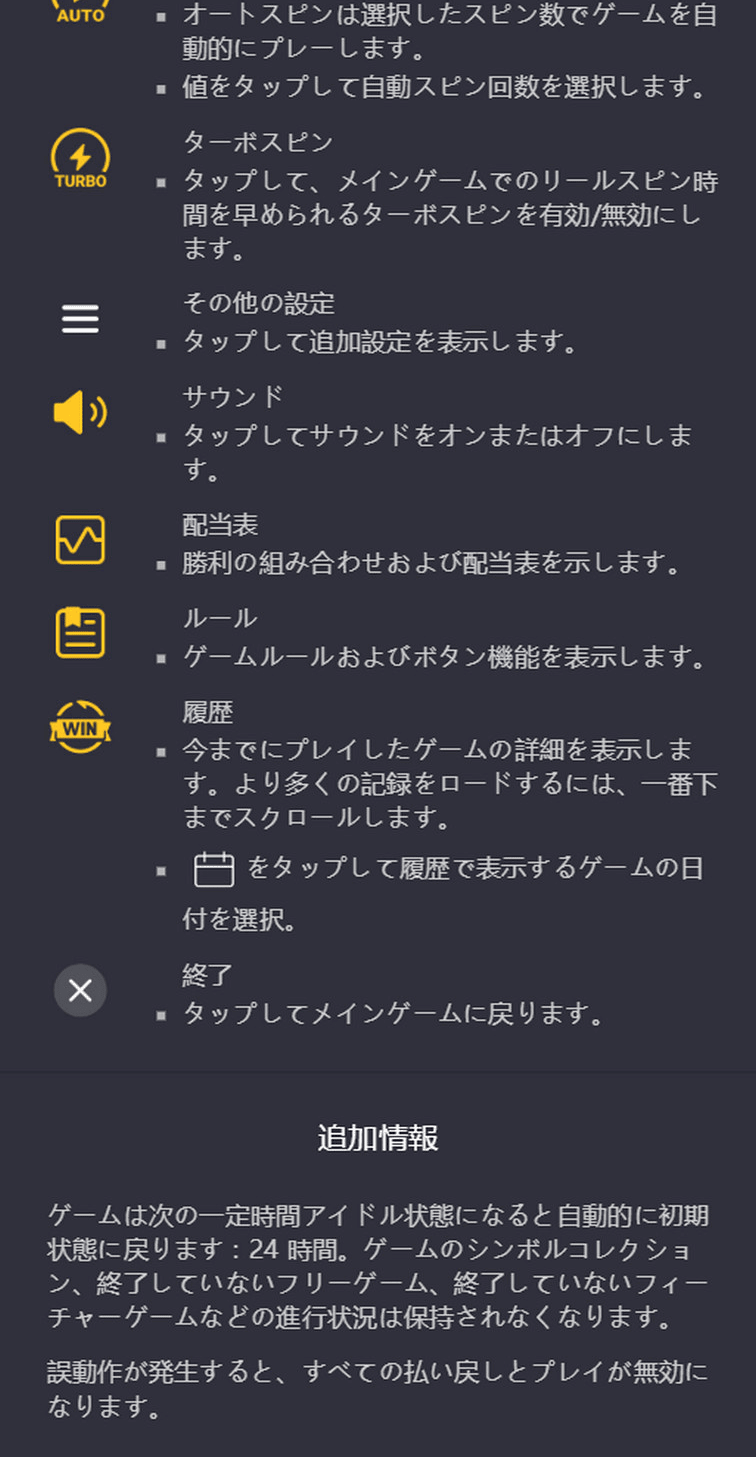 AUTO
▪ オートスピンは選択したスピン数でゲームを自
動的にプレーします。
▪ 値をタップして自動スピン回数を選択します。
TURBO
ターボスピン
▪ タップして、メインゲームでのリールスピン時
間を早められるターボスピンを有効/無効にし
ます。
その他の設定
▪ タップして追加設定を表示します。
サウンド
▪ タップしてサウンドをオンまたはオフにしま
す。
配当表
▪ 勝利の組み合わせおよび配当表を示します。
ルール
▪ ゲームルールおよびボタン機能を表示します。
WIN
履歴
▪ 今までにプレイしたゲームの詳細を表示しま
す。より多くの記録をロードするには、一番下
までスクロールします。
▪ をタップして履歴で表示するゲームの日
付を選択。
終了
▪ タップしてメインゲームに戻ります。
追加情報
ゲームは次の一定時間アイドル状態になると自動的に初期
状態に戻ります：24 時間。ゲームのシンボルコレクショ
ン、終了していないフリーゲーム、終了していないフィー
チャーゲームなどの進行状況は保持されなくなります。
誤動作が発生すると、すべての払い戻しとプレイが無効に
なります。